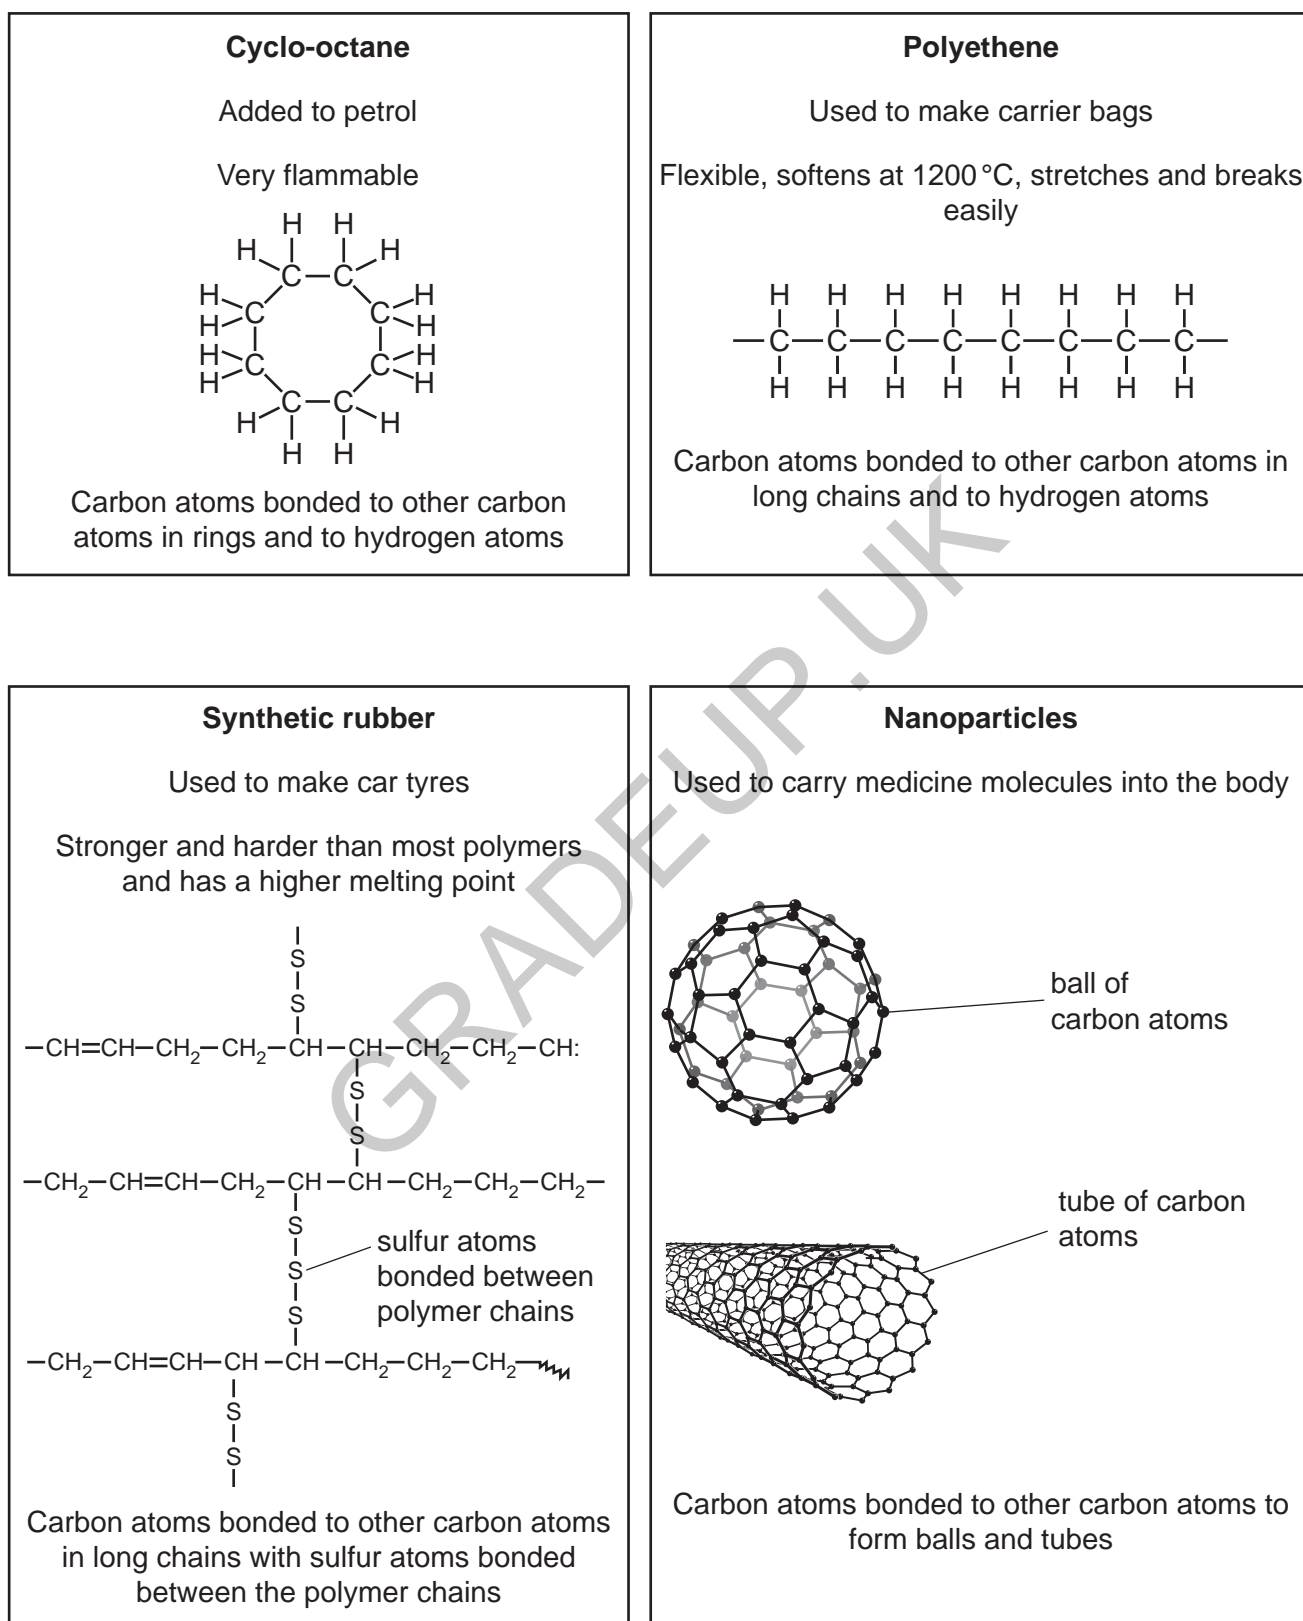 Cyclo-octane
Added to petrol
Very flammable
H H
H C C H
H C C H
H H
H H
H C C H
H C C H
H H
Carbon atoms bonded to other carbon
atoms in rings and to hydrogen atoms
Polyethene
Used to make carrier bags
Flexible, softens at 1200 °C, stretches and breaks
easily
H H H H H H H H
—C—C—C—C—C—C—C—C—
H H H H H H H H
Carbon atoms bonded to other carbon atoms in
long chains and to hydrogen atoms
Synthetic rubber
Used to make car tyres
Stronger and harder than most polymers
and has a higher melting point
S
S
—CH=CH—CH₂—CH₂—CH—CH—CH₂—CH₂—CH:
S
S
—CH₂—CH=CH—CH₂—CH—CH—CH₂—CH₂—CH₂—
S
S
S
sulfur atoms
bonded between
polymer chains
—CH₂—CH=CH—CH—CH—CH₂—CH₂—CH₂—
S
S
Carbon atoms bonded to other carbon atoms
in long chains with sulfur atoms bonded
between the polymer chains
Nanoparticles
Used to carry medicine molecules into the body
ball of
carbon atoms
tube of carbon
atoms
Carbon atoms bonded to other carbon atoms to
form balls and tubes
GRADEUP.UK